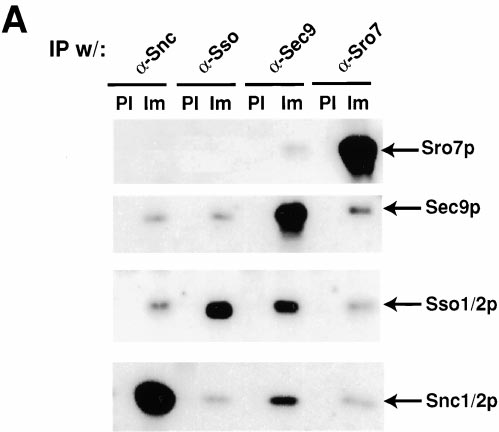 A
IP w/: α-Snc α-Sso α-Sec9 α-Sro7
PI Im PI Im PI Im PI Im
Sro7p
Sec9p
Sso1/2p
Snc1/2p